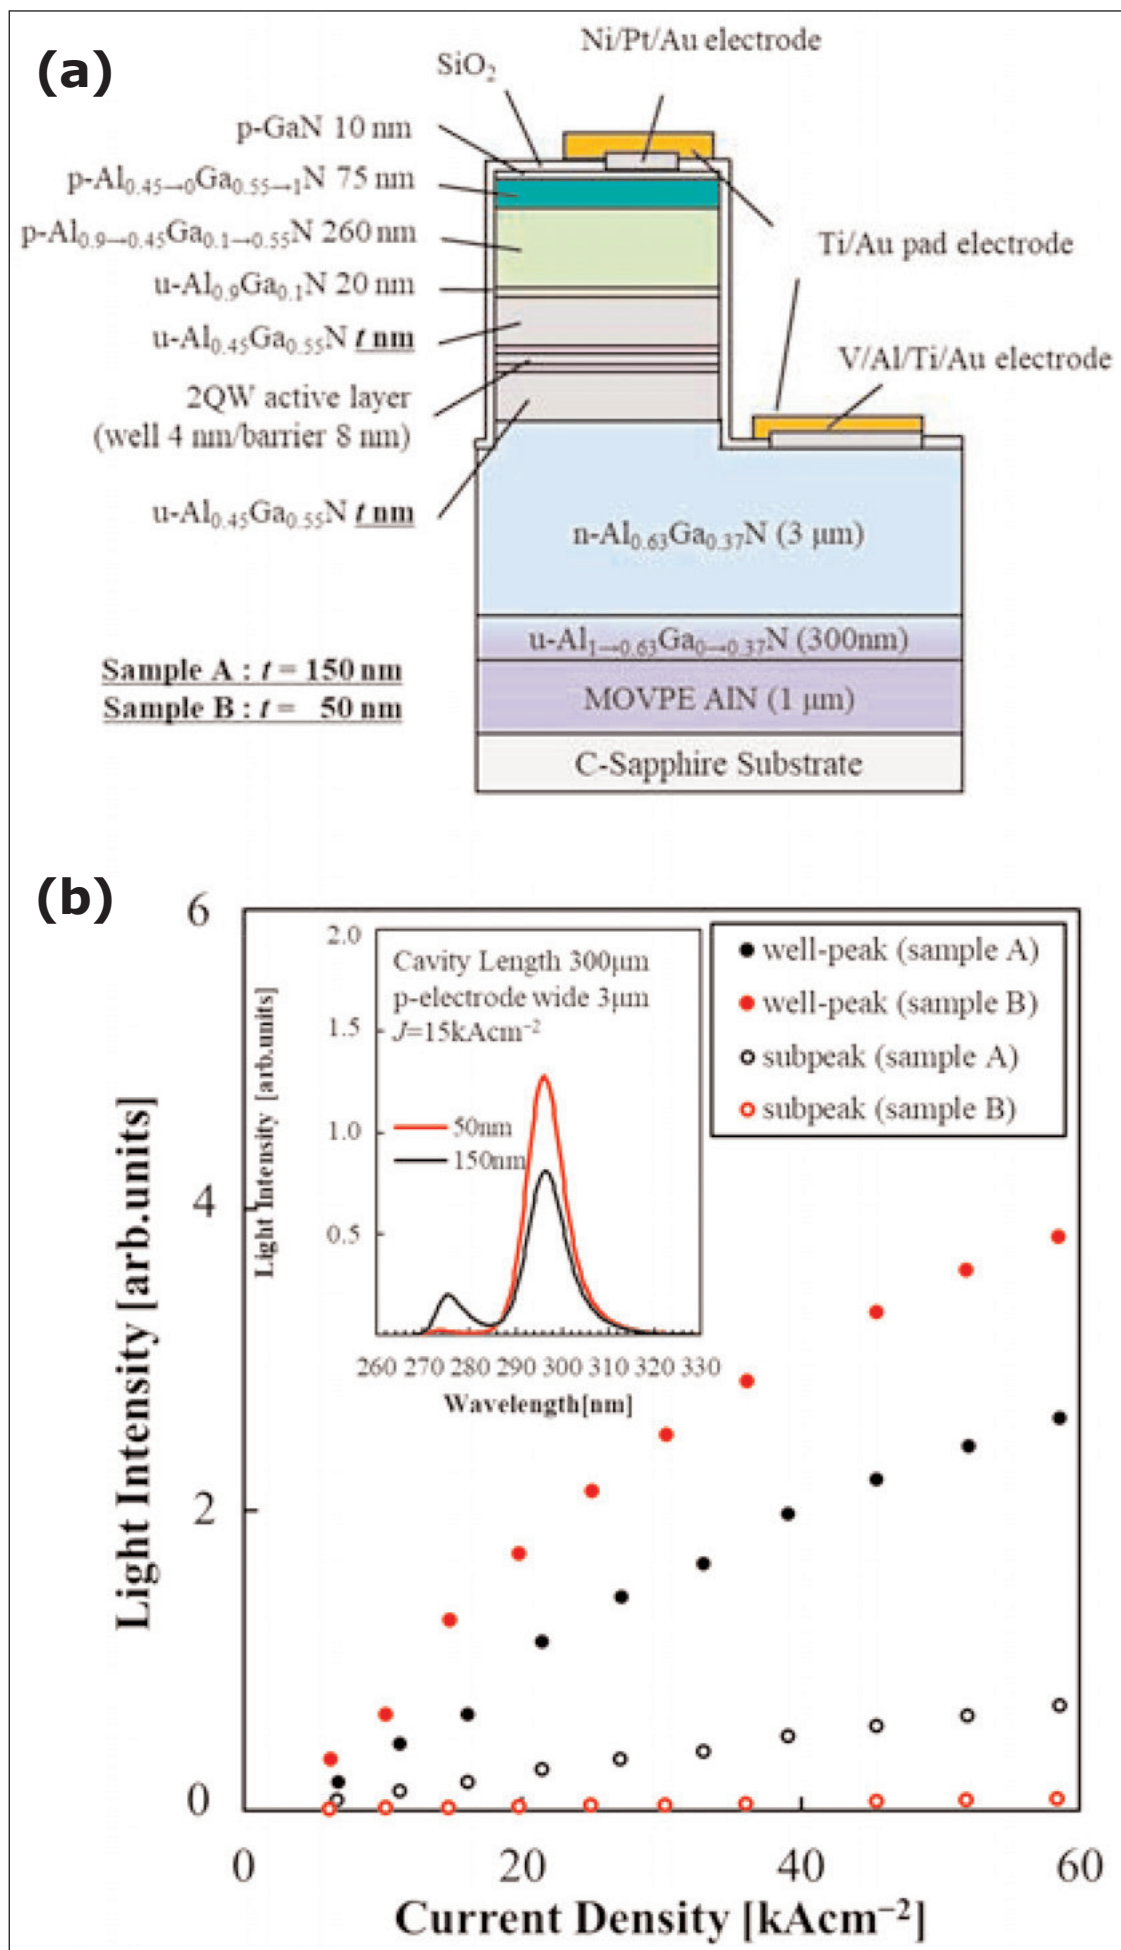 (a)
Ni/Pt/Au electrode
SiO₂
p-GaN 10 nm
p-Al₀.₄₅→₀Ga₀.₅₅→₁N 75 nm
p-Al₀.₉→₀.₄₅Ga₀.₁→₀.₅₅N 260 nm
Ti/Au pad electrode
u-Al₀.₉Ga₀.₁N 20 nm
u-Al₀.₄₅Ga₀.₅₅N t nm
V/Al/Ti/Au electrode
2QW active layer
(well 4 nm/barrier 8 nm)
u-Al₀.₄₅Ga₀.₅₅N t nm
n-Al₀.₆₃Ga₀.₃₇N (3 μm)
u-Al₁→₀.₆₃Ga₀→₀.₃₇N (300nm)
Sample A : t = 150 nm
Sample B : t = 50 nm
MOVPE AlN (1 μm)
C-Sapphire Substrate
(b)
6
4
2
0
Light Intensity [arb.units]
0 20 40 60
Current Density [kAcm⁻²]
2.0
1.5
1.0
0.5
Light Intensity [arb.units]
Cavity Length 300μm
p-electrode wide 3μm
J=15kAcm⁻²
50nm
150nm
260 270 280 290 300 310 320 330
Wavelength[nm]
well-peak (sample A)
well-peak (sample B)
subpeak (sample A)
subpeak (sample B)